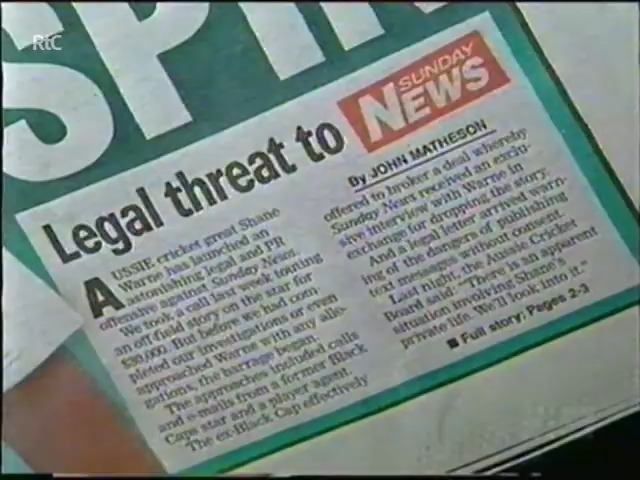 RtC
SPIN
Legal threat to
SUNDAY
NEWS
By JOHN MATHESON
AUSSIE cricket great Shane
Warne has launched an
astonishing legal and PR
offensive against Sunday News.
We took a call last week touting
an off-field story on the star for
$30,000. But before we had com-
pleted our investigations or even
approached Warne with any alle-
gations, the barrage began.
The approaches included calls
and e-mails from a former Black
Caps star and a player agent.
The ex-Black Cap effectively
offered to broker a deal whereby
Sunday News received an exclu-
sive interview with Warne in
exchange for dropping the story.
And a legal letter arrived warn-
ing of the dangers of publishing
text messages without consent.
Last night, the Aussie Cricket
Board said: "There is an apparent
situation involving Shane's
private life. We'll look into it."
■ Full story: Pages 2-3